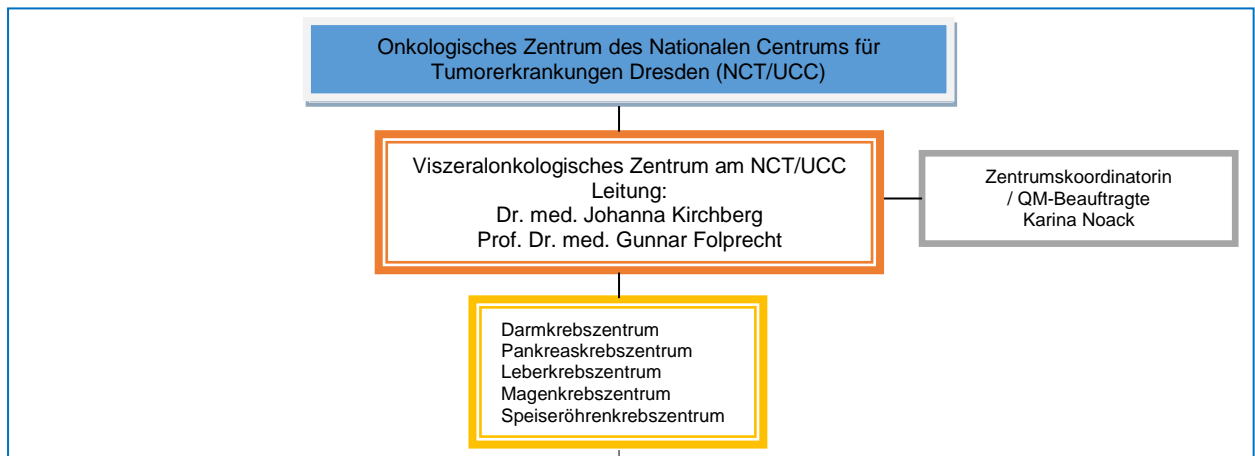 Onkologisches Zentrum des Nationalen Centrums für
Tumorerkrankungen Dresden (NCT/UCC)
Viszeralonkologisches Zentrum am NCT/UCC
Leitung:
Dr. med. Johanna Kirchberg
Prof. Dr. med. Gunnar Folprecht
Zentrumskoordinatorin
/ QM-Beauftragte
Karina Noack
Darmkrebszentrum
Pankreaskrebszentrum
Leberkrebszentrum
Magenkrebszentrum
Speiseröhrenkrebszentrum